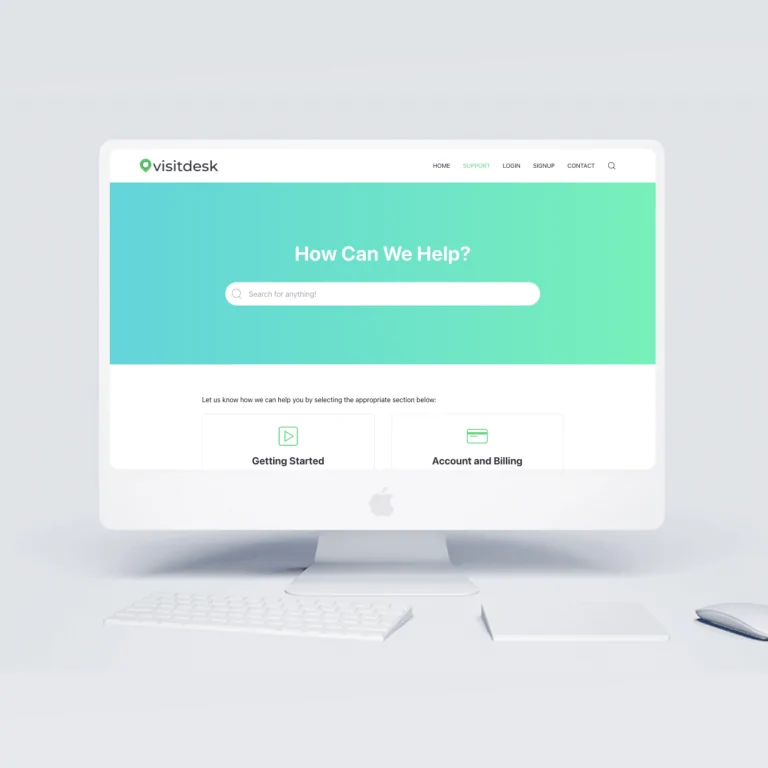 visitdesk
HOME SUPPORT LOGIN SIGNUP CONTACT
How Can We Help?
Search for anything!
Let us know how we can help you by selecting the appropriate section below:
Getting Started
Account and Billing